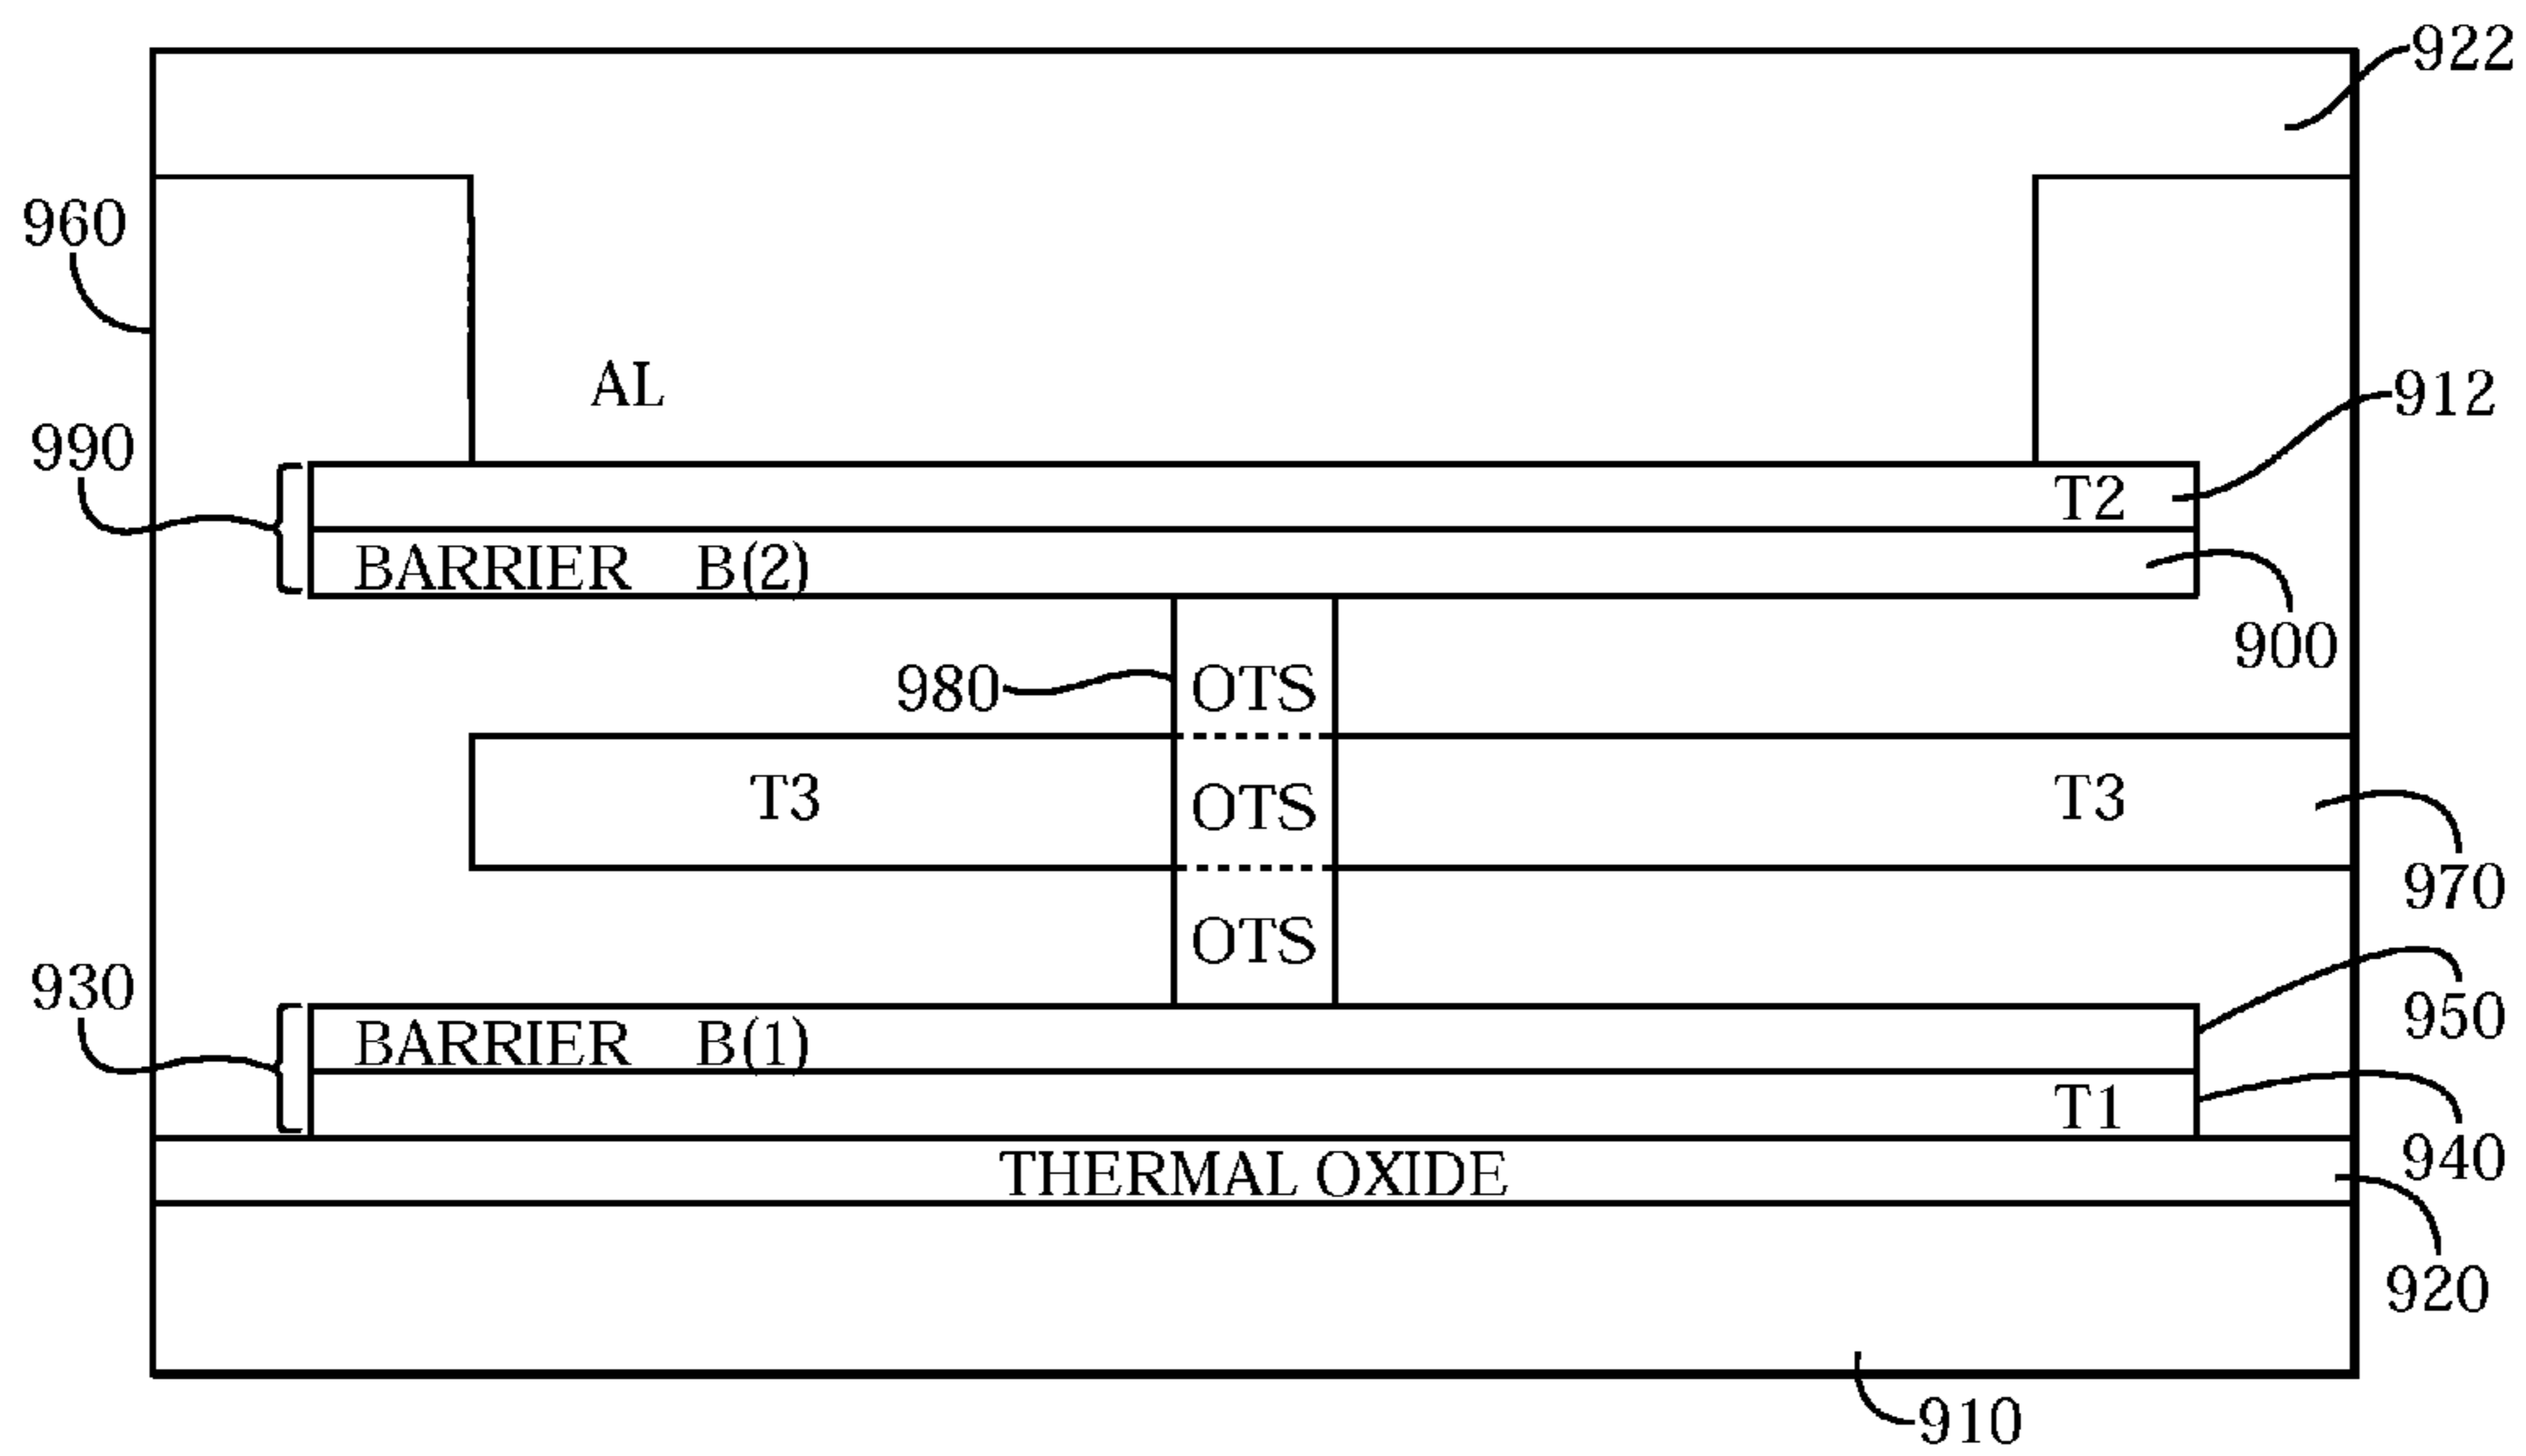 922
960
AL
912
990
T2
BARRIER B(2)
900
980
OTS
T3
OTS
T3
970
OTS
930
950
BARRIER B(1)
T1
940
THERMAL OXIDE
920
910